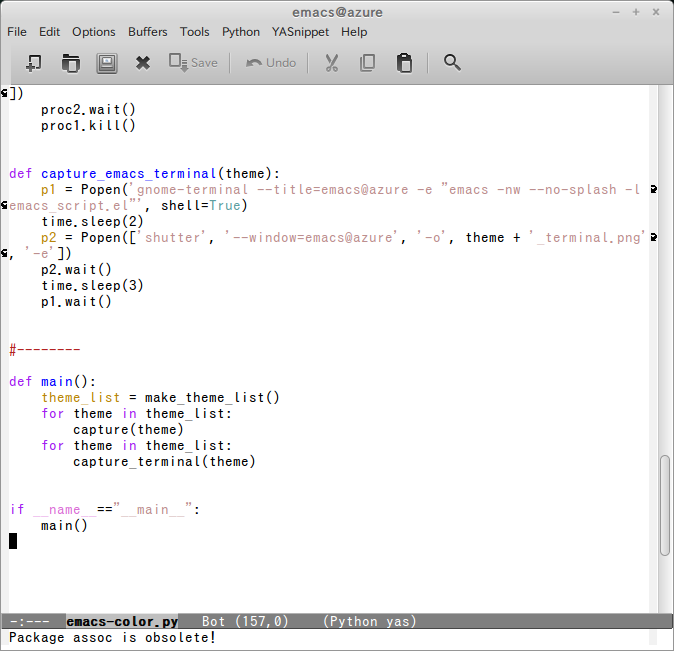 emacs@azure
File Edit Options Buffers Tools Python YASnippet Help
Save Undo
])
    proc2.wait()
    proc1.kill()
def capture_emacs_terminal(theme):
    p1 = Popen('gnome-terminal --title=emacs@azure -e "emacs -nw --no-splash -l
emacs_script.el"', shell=True)
    time.sleep(2)
    p2 = Popen(['shutter', '--window=emacs@azure', '-o', theme + '_terminal.png'
, '-e'])
    p2.wait()
    time.sleep(3)
    p1.wait()
#--------
def main():
    theme_list = make_theme_list()
    for theme in theme_list:
        capture(theme)
    for theme in theme_list:
        capture_terminal(theme)
if __name__=="__main__":
    main()
-:--- emacs-color.py Bot (157,0) (Python yas)
Package assoc is obsolete!